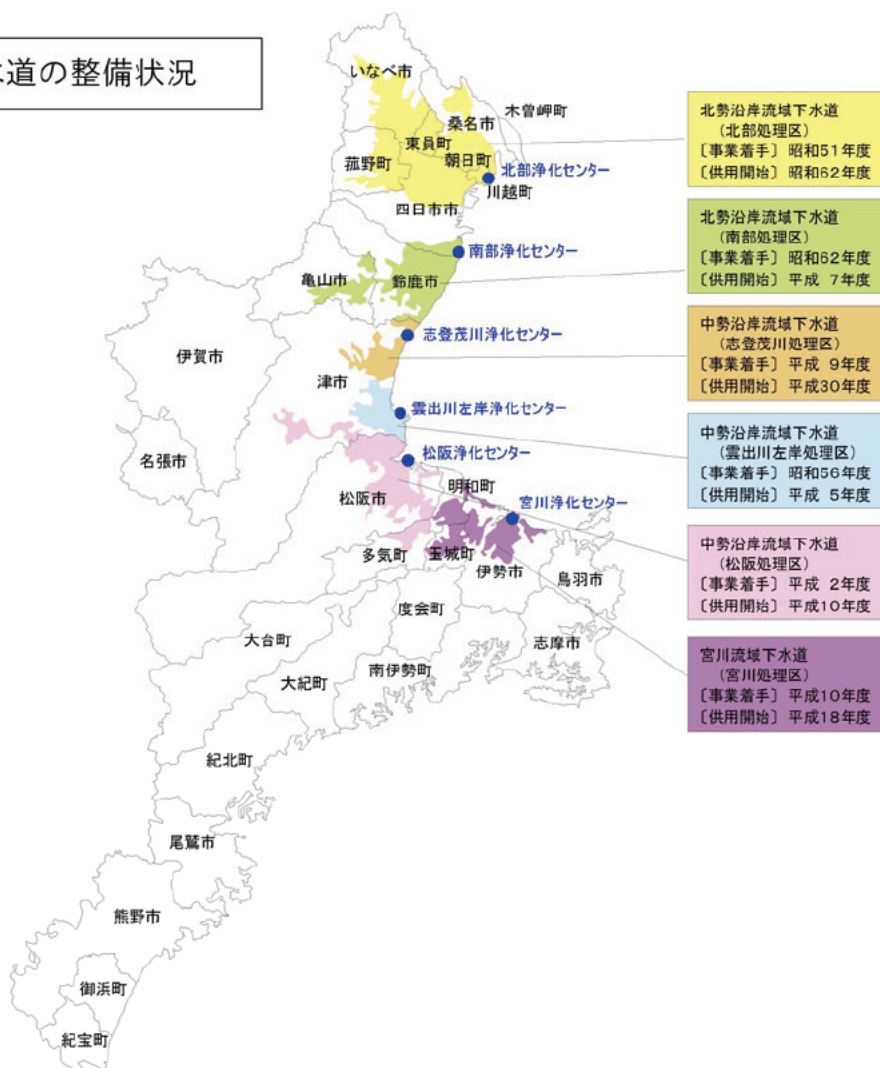 水道の整備状況
いなべ市
木曽岬町
桑名市
東員町
朝日町
菰野町
北部浄化センター
川越町
四日市市
南部浄化センター
亀山市
鈴鹿市
志登茂川浄化センター
伊賀市
津市
雲出川左岸浄化センター
名張市
松阪浄化センター
明和町
松阪市
宮川浄化センター
多気町
玉城町
伊勢市
鳥羽市
度会町
大台町
志摩市
南伊勢町
大紀町
紀北町
尾鷲市
熊野市
御浜町
紀宝町
北勢沿岸流域下水道
(北部処理区)
〔事業着手〕 昭和51年度
〔供用開始〕 昭和62年度
北勢沿岸流域下水道
(南部処理区)
〔事業着手〕 昭和62年度
〔供用開始〕 平成 7年度
中勢沿岸流域下水道
(志登茂川処理区)
〔事業着手〕 平成 9年度
〔供用開始〕 平成30年度
中勢沿岸流域下水道
(雲出川左岸処理区)
〔事業着手〕 昭和56年度
〔供用開始〕 平成 5年度
中勢沿岸流域下水道
(松阪処理区)
〔事業着手〕 平成 2年度
〔供用開始〕 平成10年度
宮川流域下水道
(宮川処理区)
〔事業着手〕 平成10年度
〔供用開始〕 平成18年度